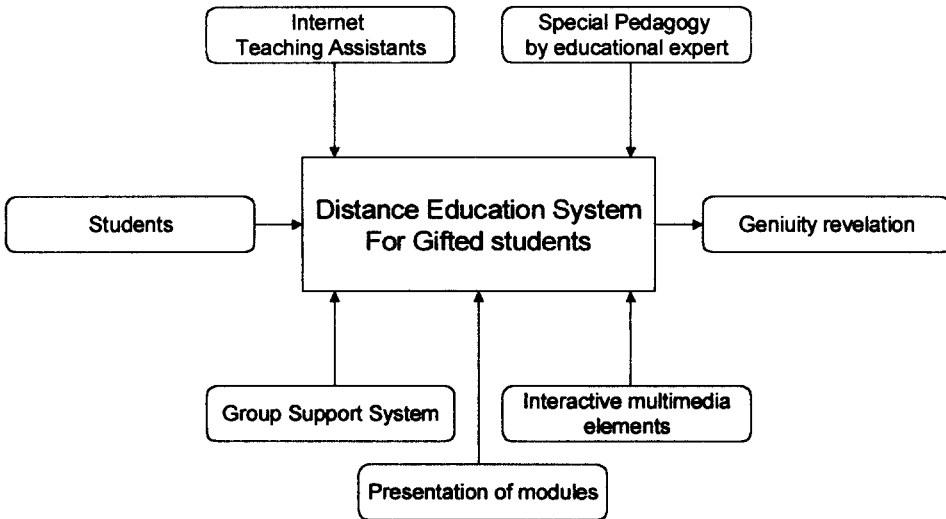 Internet
Teaching Assistants
Special Pedagogy
by educational expert
Students
Distance Education System
For Gifted students
Geniuity revelation
Group Support System
Interactive multimedia
elements
Presentation of modules